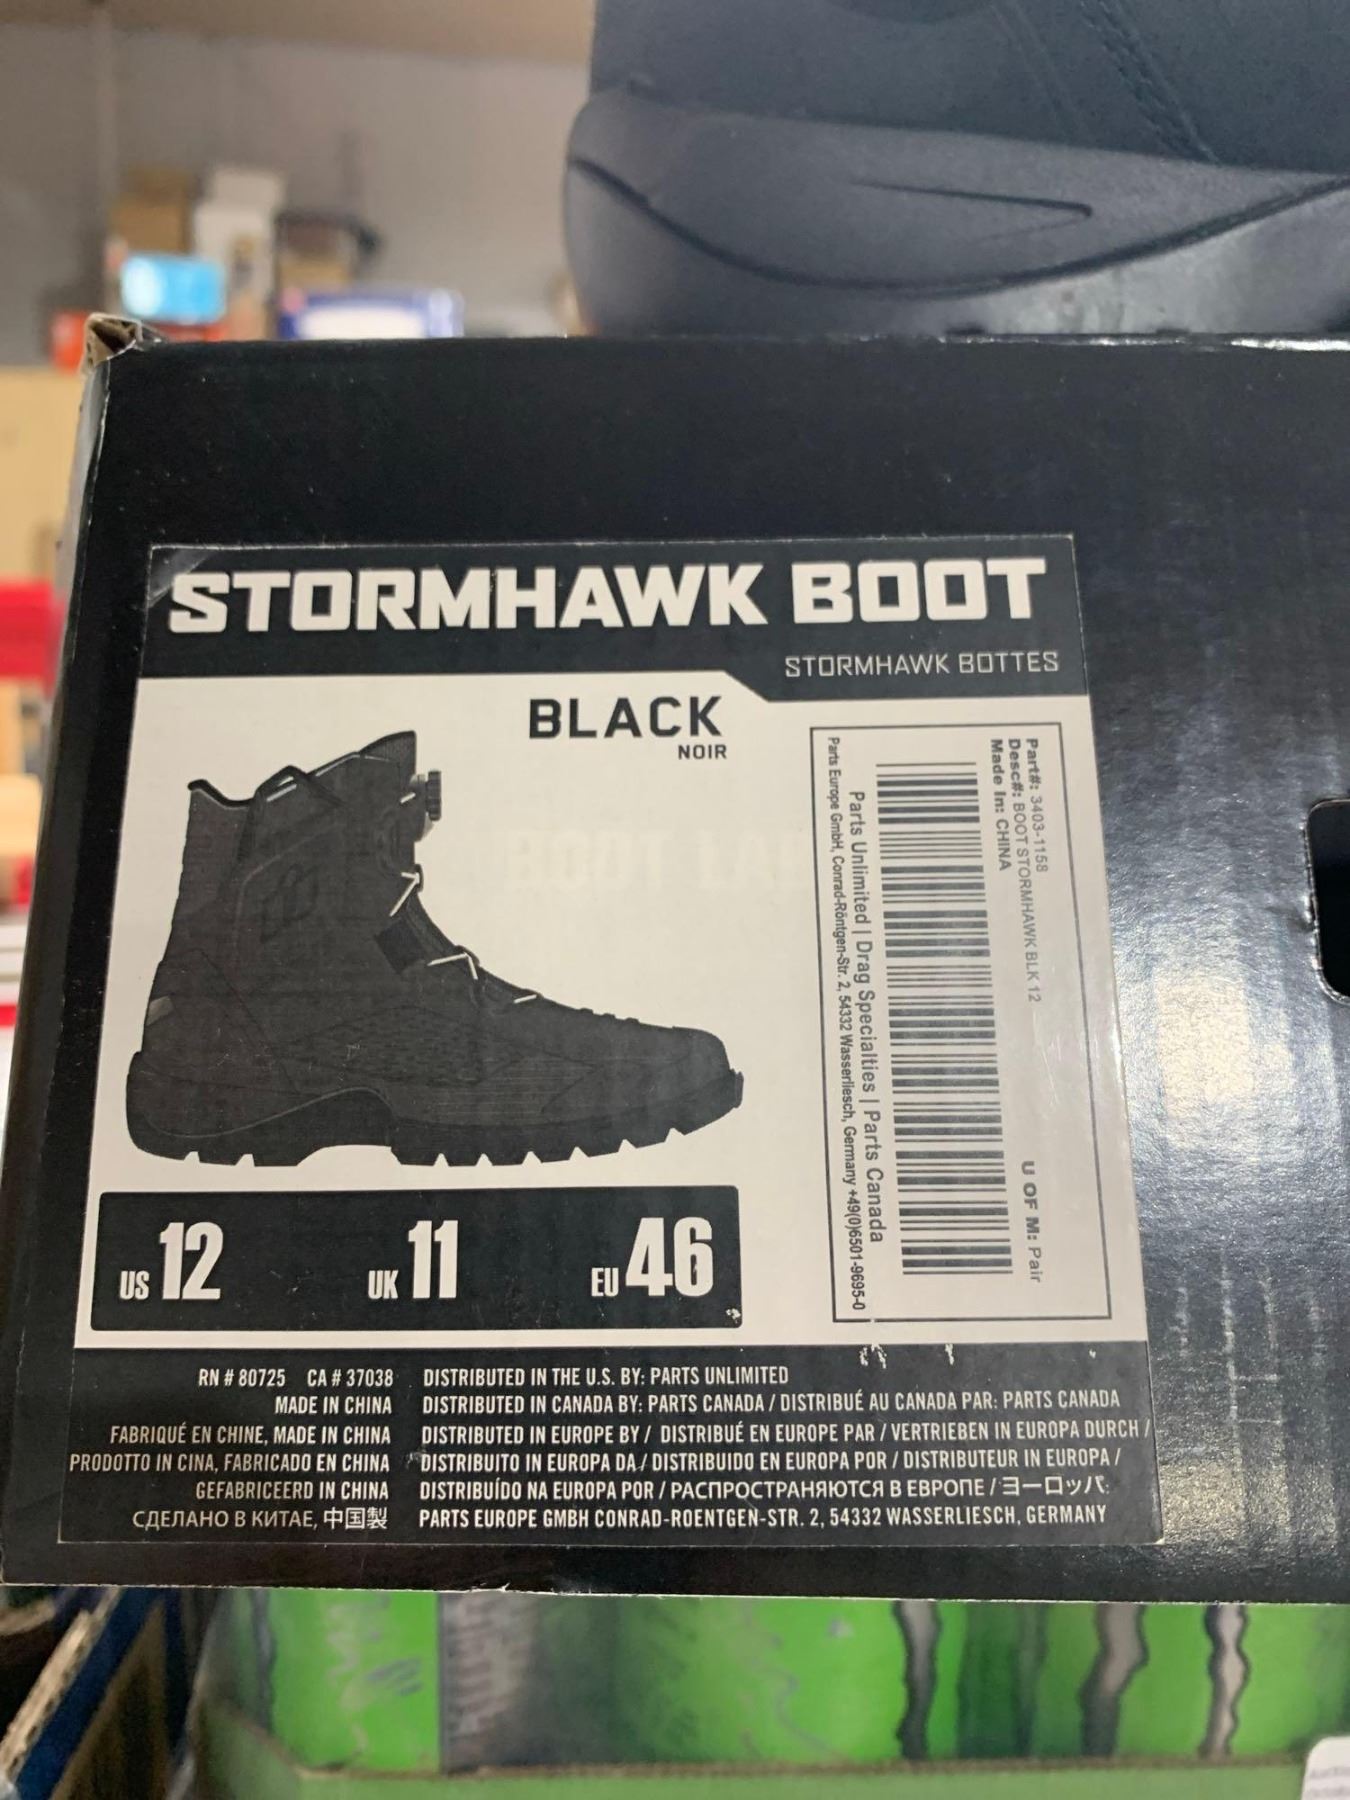 STORMHAWK BOOT
STORMHAWK BOTTES
BLACK
NOIR
Part#: 3403-1158
Desc#: BOOT STORMHAWK BLK 12
Made In: CHINA
U OF M: Pair
Parts Unlimited | Drag Specialties | Parts Canada
Parts Europe GmbH, Conrad-Röntgen-Str. 2, 54332 Wasserliesch, Germany +49(0)6501-9695-0
US 12 UK 11 EU 46
RN # 80725 CA # 37038
MADE IN CHINA
FABRIQUÉ EN CHINE, MADE IN CHINA
PRODOTTO IN CINA, FABRICADO EN CHINA
GEFABRICEERD IN CHINA
СДЕЛАНО В КИТАЕ, 中国製
DISTRIBUTED IN THE U.S. BY: PARTS UNLIMITED
DISTRIBUTED IN CANADA BY: PARTS CANADA / DISTRIBUÉ AU CANADA PAR: PARTS CANADA
DISTRIBUTED IN EUROPE BY / DISTRIBUÉ EN EUROPE PAR / VERTRIEBEN IN EUROPA DURCH /
DISTRIBUITO IN EUROPA DA / DISTRIBUIDO EN EUROPA POR / DISTRIBUTEUR IN EUROPA /
DISTRIBUÍDO NA EUROPA POR / РАСПРОСТРАНЯЮТСЯ В ЕВРОПЕ / ヨーロッパ:
PARTS EUROPE GMBH CONRAD-ROENTGEN-STR. 2, 54332 WASSERLIESCH, GERMANY